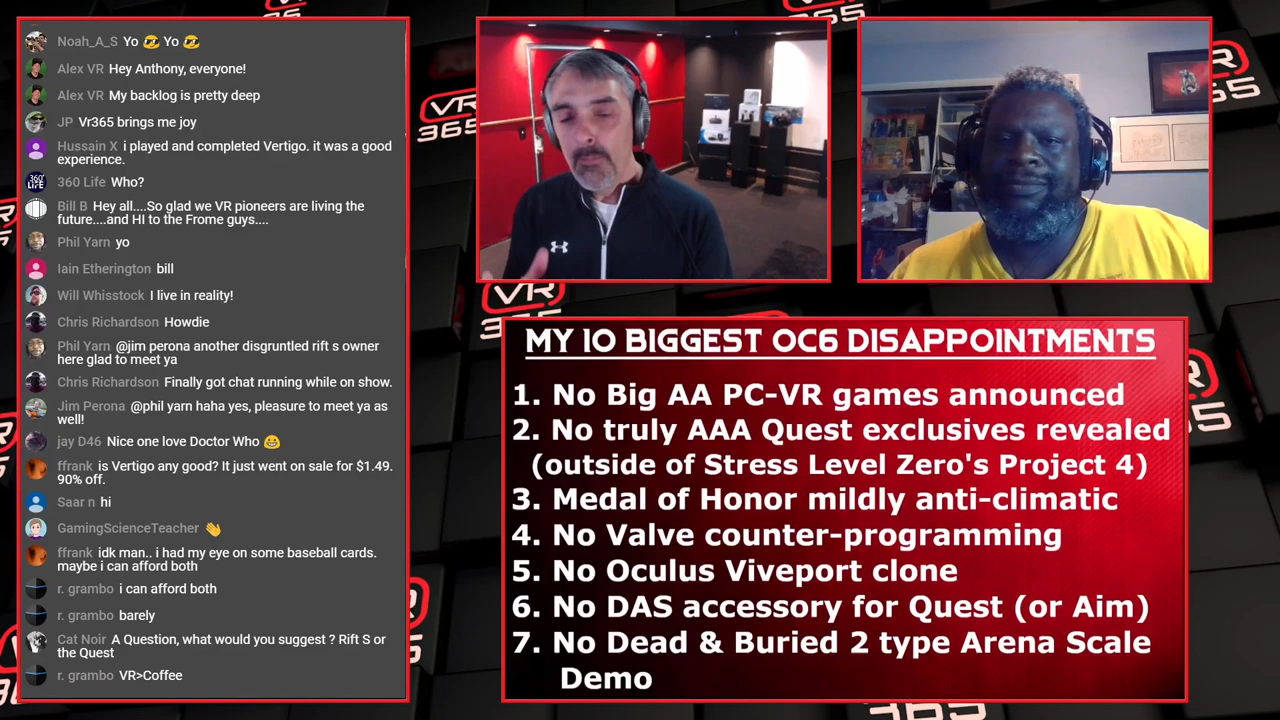 Noah_A_S Yo Yo
Alex VR Hey Anthony, everyone!
Alex VR My backlog is pretty deep
JP Vr365 brings me joy
Hussain X i played and completed Vertigo. it was a good
experience.
360 Life Who?
Bill B Hey all....So glad we VR pioneers are living the
future....and HI to the Frome guys....
Phil Yarn yo
Iain Etherington bill
Will Whisstock I live in reality!
Chris Richardson Howdie
Phil Yarn @jim perona another disgruntled rift s owner
here glad to meet ya
Chris Richardson Finally got chat running while on show.
Jim Perona @phil yarn haha yes, pleasure to meet ya as
well!
jay D46 Nice one love Doctor Who
ffrank is Vertigo any good? It just went on sale for $1.49.
90% off.
Saar n hi
GamingScienceTeacher
ffrank idk man.. i had my eye on some baseball cards.
maybe i can afford both
r. grambo i can afford both
r. grambo barely
Cat Noir A Question, what would you suggest ? Rift S or
the Quest
r. grambo VR>Coffee
VR
365
MY 10 BIGGEST OC6 DISAPPOINTMENTS
1. No Big AA PC-VR games announced
2. No truly AAA Quest exclusives revealed
(outside of Stress Level Zero's Project 4)
3. Medal of Honor mildly anti-climatic
4. No Valve counter-programming
5. No Oculus Viveport clone
6. No DAS accessory for Quest (or Aim)
7. No Dead & Buried 2 type Arena Scale
Demo